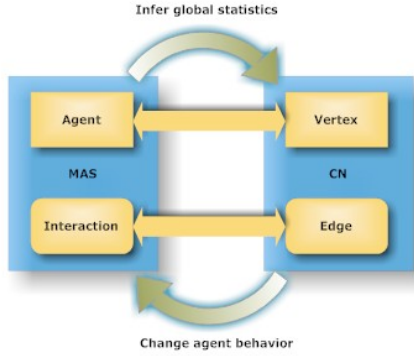 Infer global statistics
Agent
Vertex
MAS
CN
Interaction
Edge
Change agent behavior